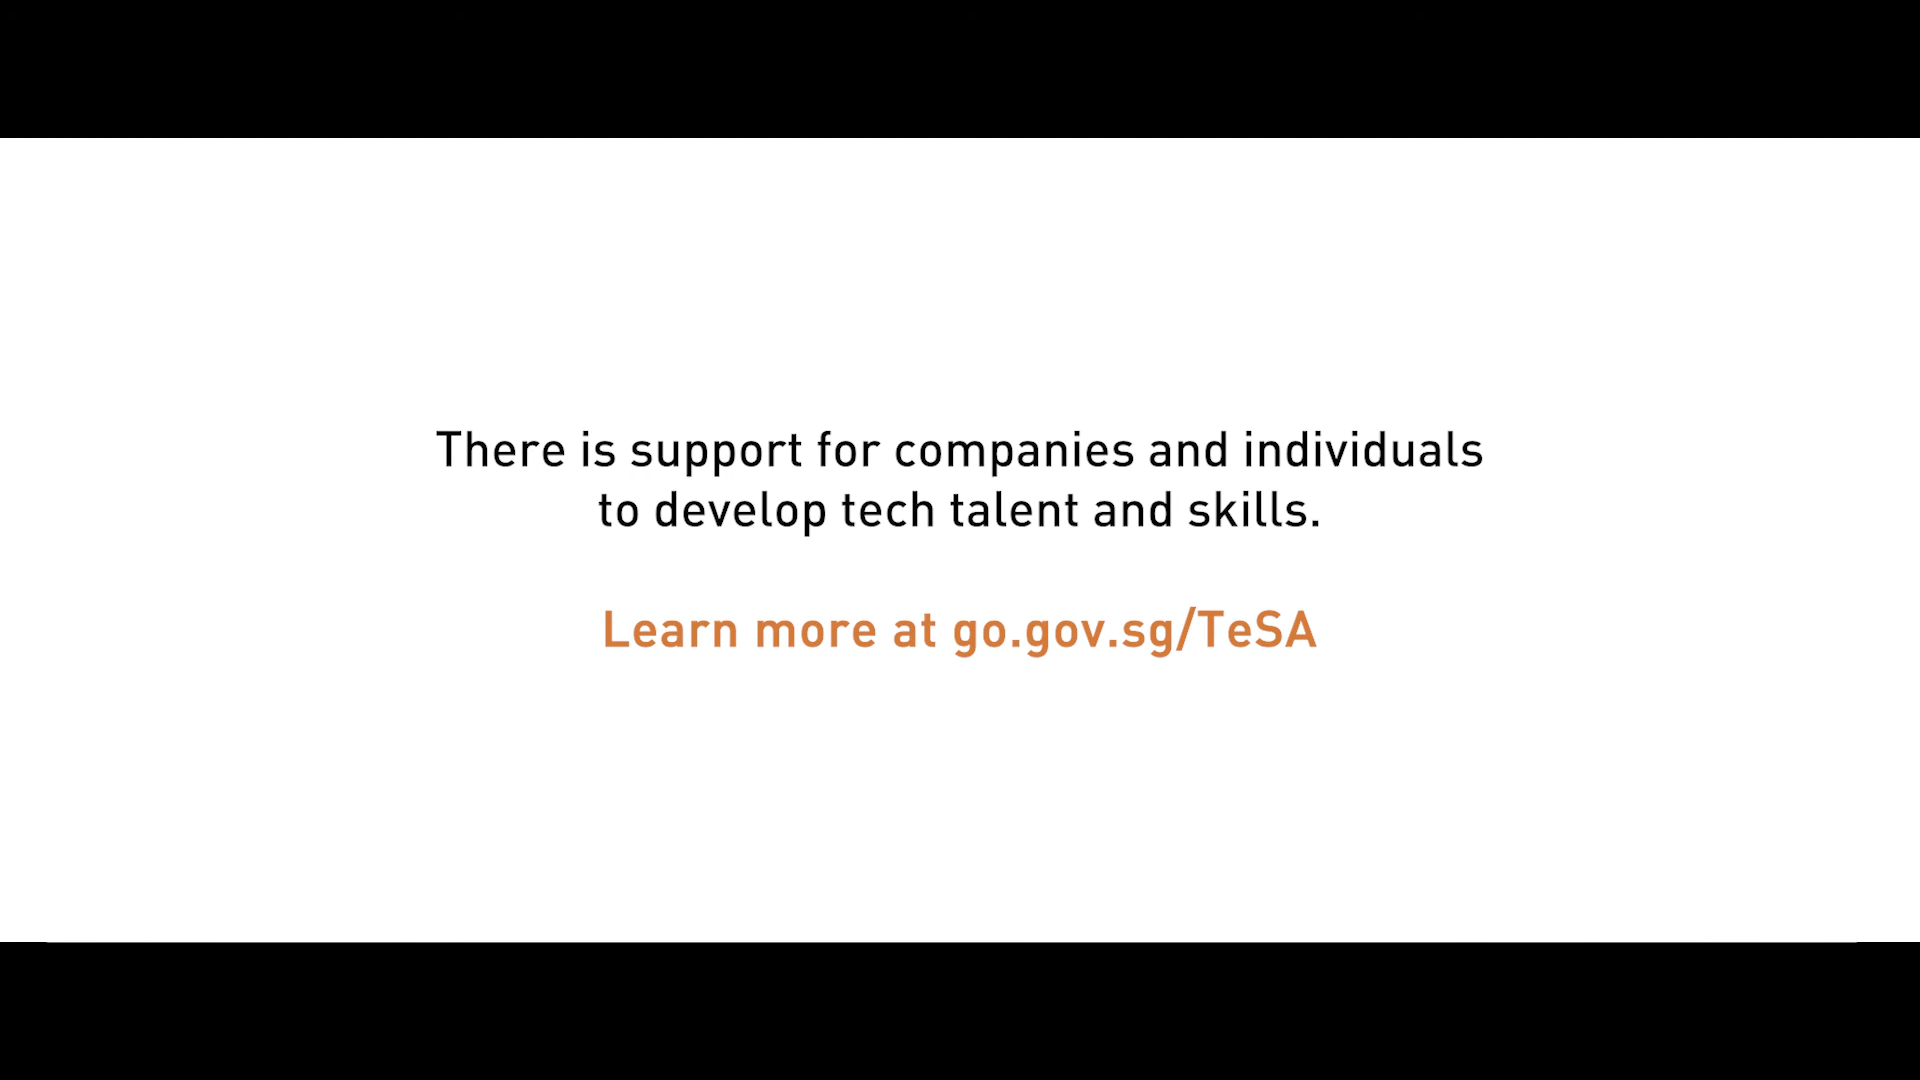 There is support for companies and individuals
to develop tech talent and skills.
Learn more at go.gov.sg/TeSA